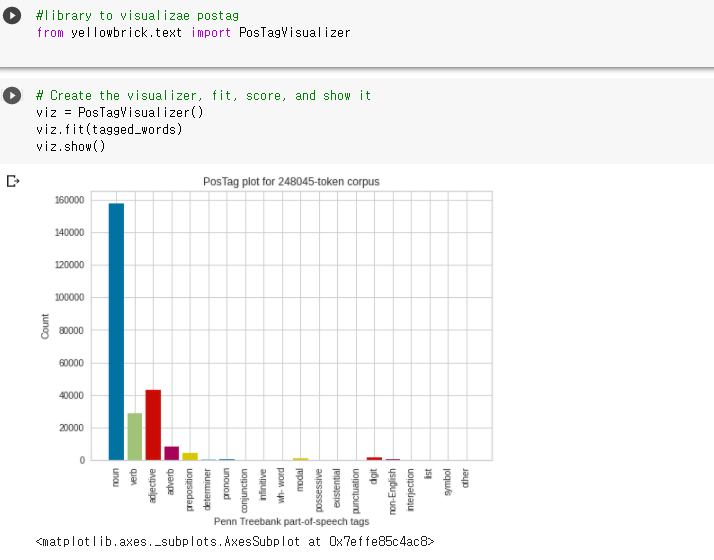 #library to visualizae postag
from yellowbrick.text import PosTagVisualizer
# Create the visualizer, fit, score, and show it
viz = PosTagVisualizer()
viz.fit(tagged_words)
viz.show()
PosTag plot for 248045-token corpus
160000
140000
120000
100000
80000
60000
40000
20000
0
Count
noun
verb
adjective
adverb
preposition
determiner
pronoun
conjunction
infinitive
wh- word
modal
possessive
existential
punctuation
digit
non-English
interjection
list
symbol
other
Penn Treebank part-of-speech tags
<matplotlib.axes._subplots.AxesSubplot at 0x7effe85c4ac8>